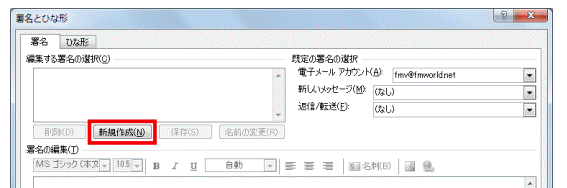 署名とひな形
署名 ひな形
編集する署名の選択(C)
既定の署名の選択
電子メール アカウント(A): fmv@fmworld.net
新しいメッセージ(M): (なし)
返信/転送(F): (なし)
削除(D) 新規作成(N) 保存(S) 名前の変更(R)
署名の編集(T)
MS ゴシック (本文 10.5 B I U 自動 名刺(B)